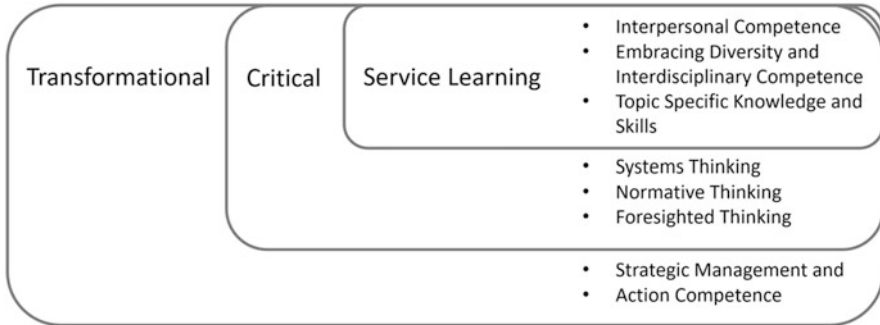 Transformational
Critical
Service Learning
• Interpersonal Competence
• Embracing Diversity and
Interdisciplinary Competence
• Topic Specific Knowledge and
Skills
• Systems Thinking
• Normative Thinking
• Foresighted Thinking
• Strategic Management and
• Action Competence